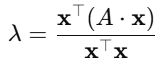 λ = x⊤(A · x) / x⊤x